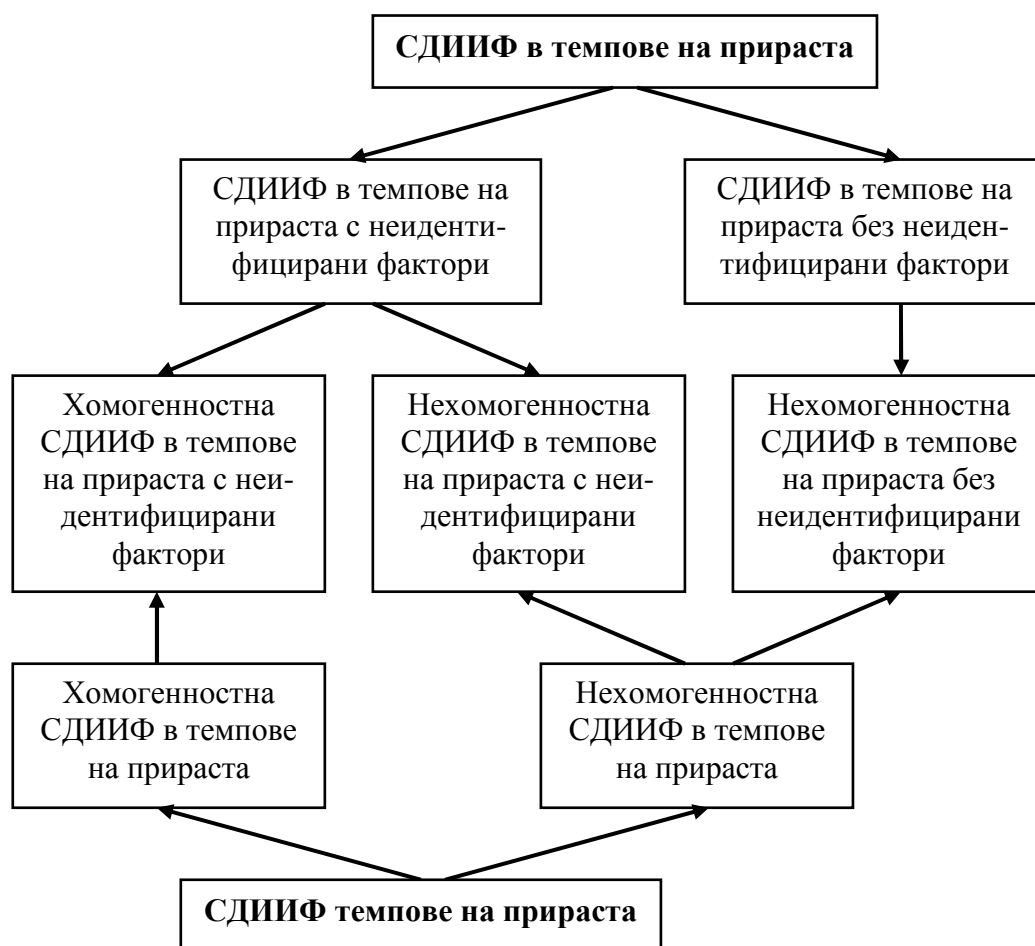 СДИИФ в темпове на прираста
СДИИФ в темпове на
прираста с неиденти-
фицирани фактори
СДИИФ в темпове на
прираста без неиден-
тифицирани фактори
Хомогенностна
СДИИФ в темпове
на прираста с неи-
дентифицирани
фактори
Нехомогенностна
СДИИФ в темпове
на прираста с неи-
дентифицирани
фактори
Нехомогенностна
СДИИФ в темпове
на прираста без
неидентифицирани
фактори
Хомогенностна
СДИИФ в темпове
на прираста
Нехомогенностна
СДИИФ в темпове
на прираста
СДИИФ темпове на прираста